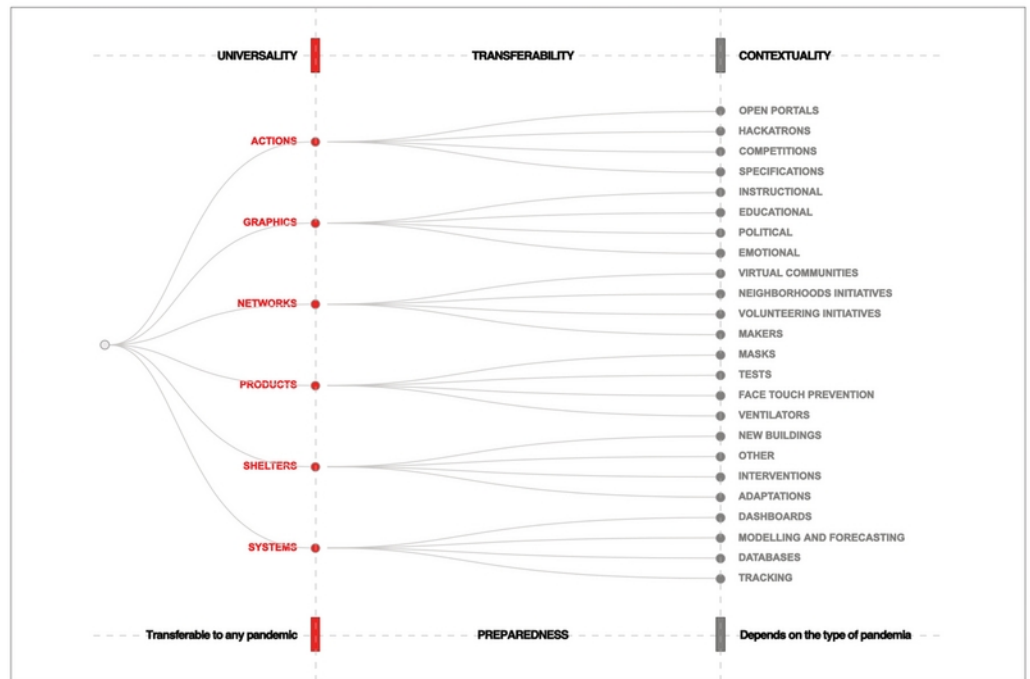 UNIVERSALITY TRANSFERABILITY CONTEXTUALITY
ACTIONS
OPEN PORTALS
HACKATRONS
COMPETITIONS
SPECIFICATIONS
GRAPHICS
INSTRUCTIONAL
EDUCATIONAL
POLITICAL
EMOTIONAL
NETWORKS
VIRTUAL COMMUNITIES
NEIGHBORHOODS INITIATIVES
VOLUNTEERING INITIATIVES
MAKERS
PRODUCTS
MASKS
TESTS
FACE TOUCH PREVENTION
VENTILATORS
SHELTERS
NEW BUILDINGS
OTHER
INTERVENTIONS
ADAPTATIONS
SYSTEMS
DASHBOARDS
MODELLING AND FORECASTING
DATABASES
TRACKING
Transferable to any pandemic PREPAREDNESS Depends on the type of pandemia